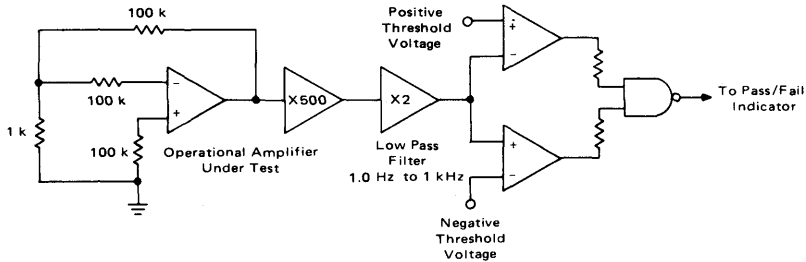 100 k
Positive
Threshold
Voltage
+
-
-
100 k
+
X500
X2
To Pass/Fail
Indicator
1 k
100 k
Operational Amplifier
Under Test
Low Pass
Filter
1.0 Hz to 1 kHz
+
-
Negative
Threshold
Voltage